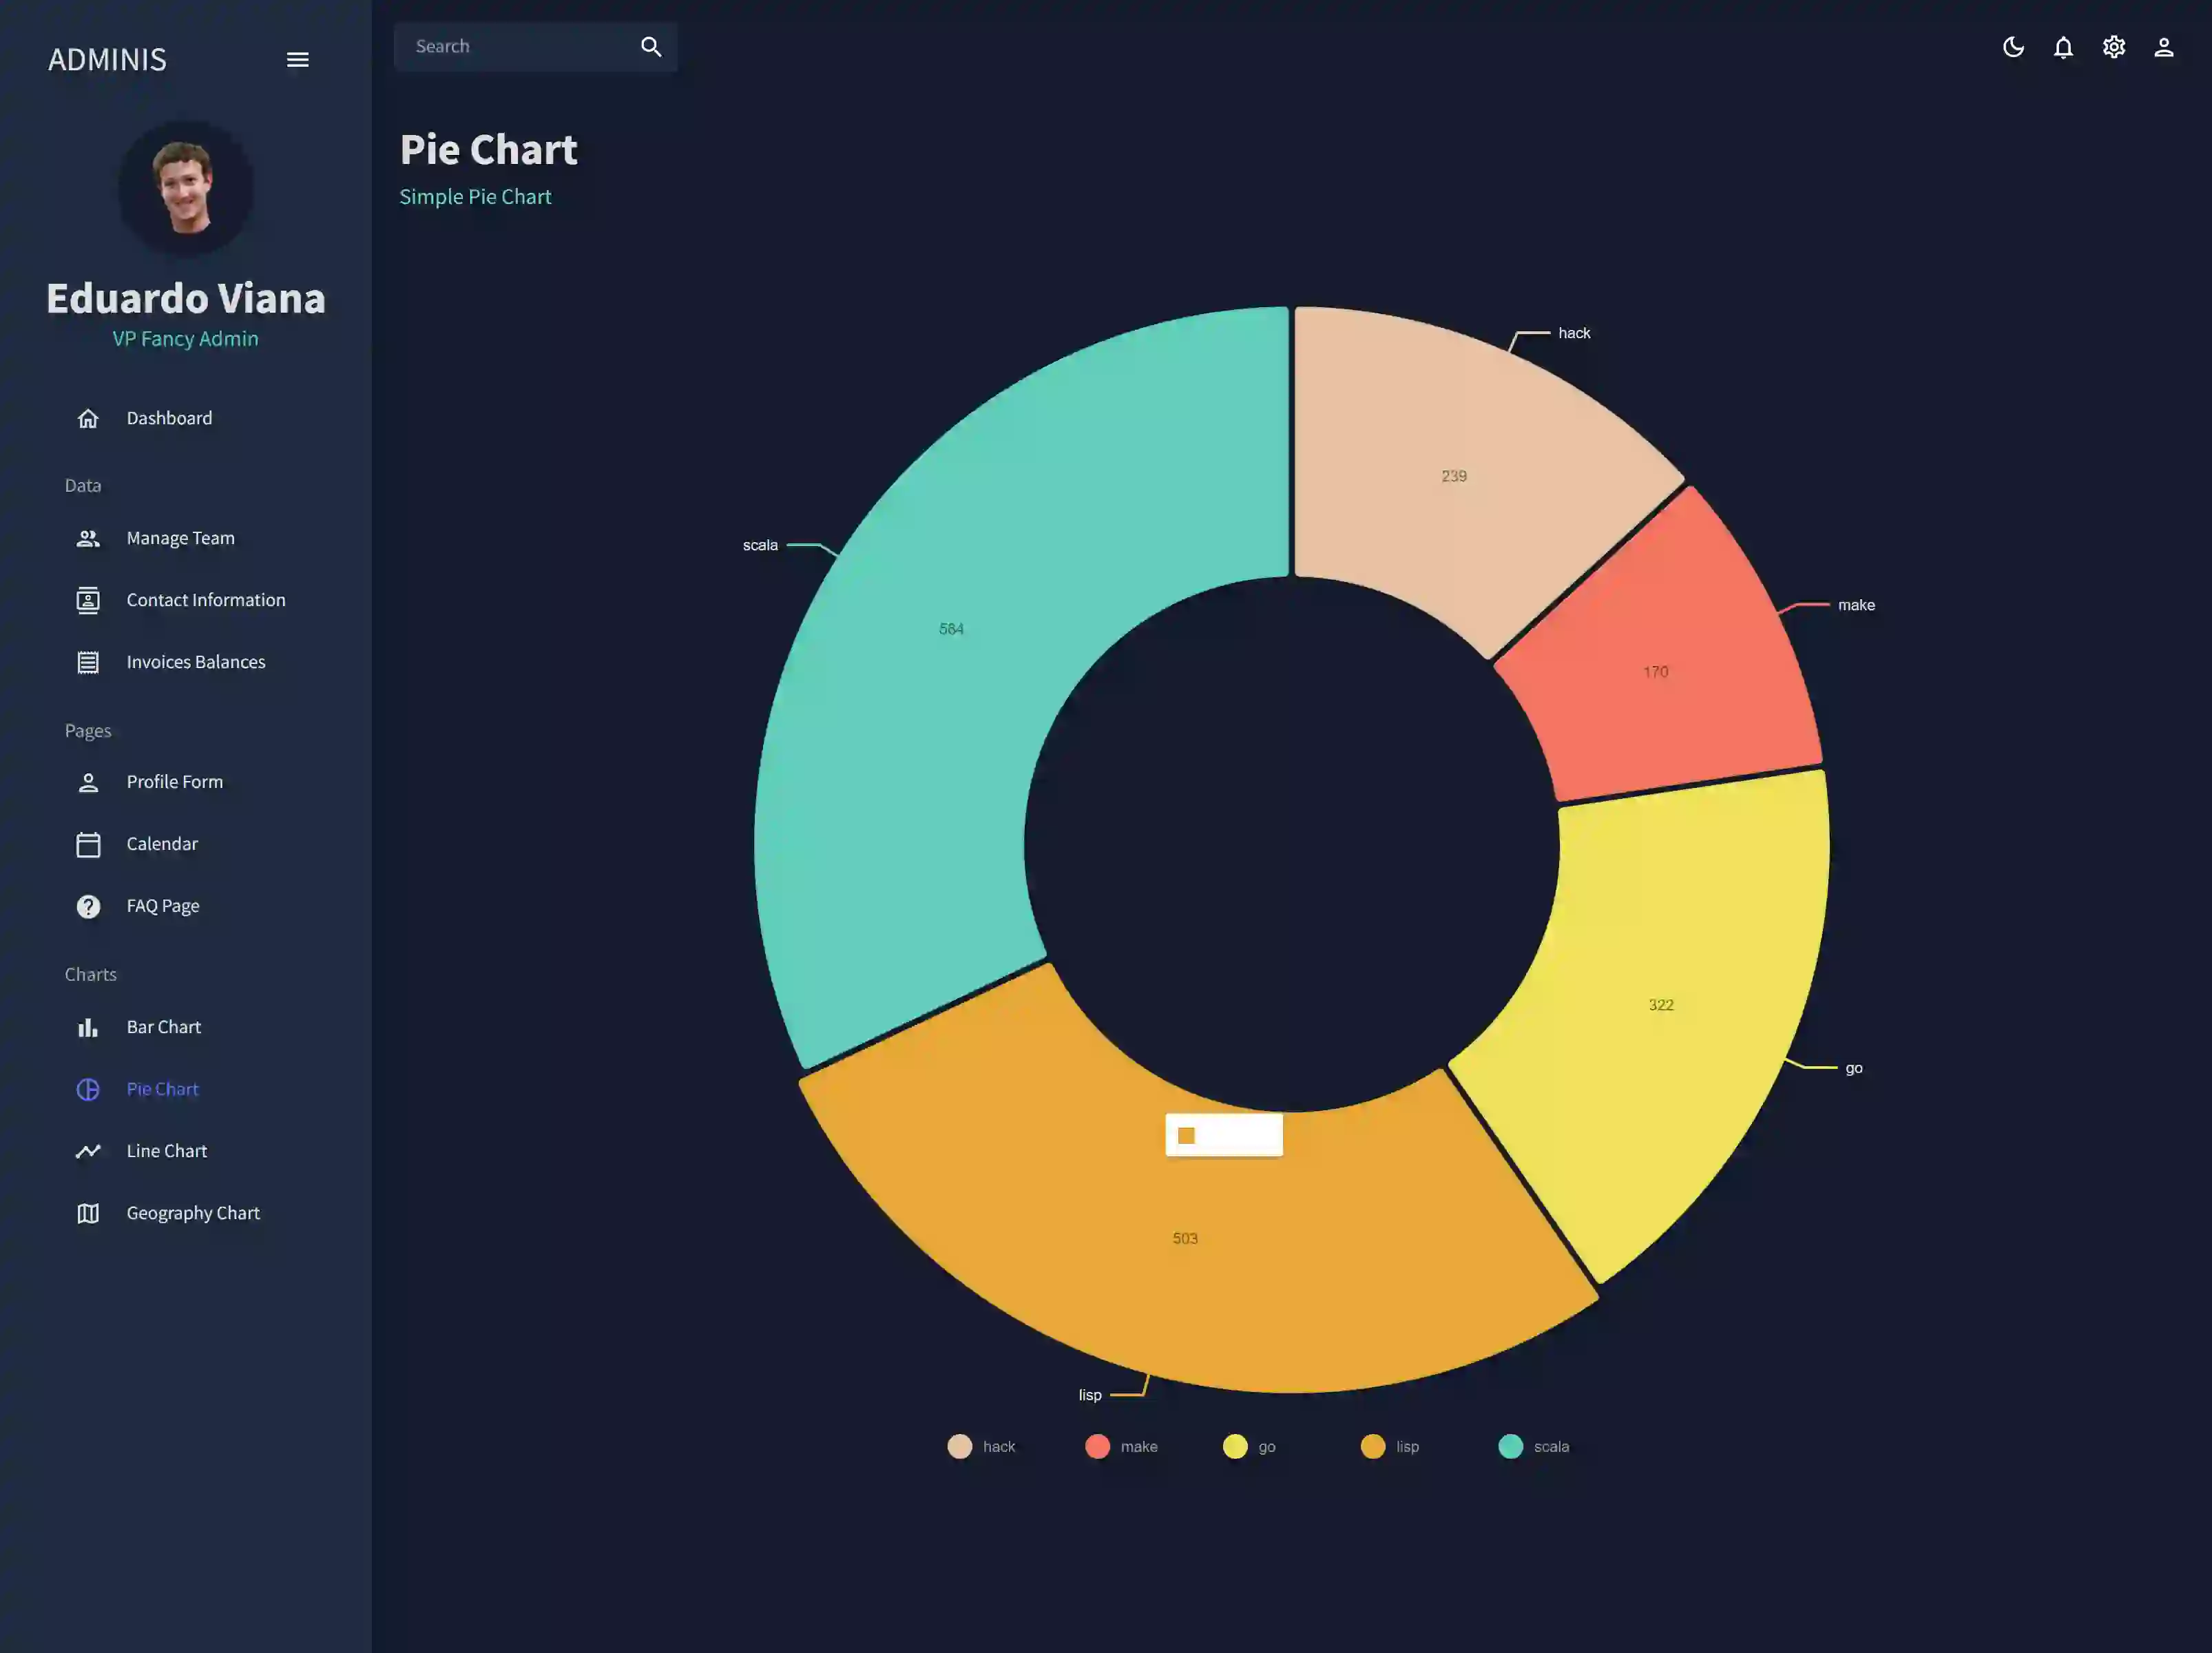 ADMINIS
Search
Eduardo Viana
VP Fancy Admin
Dashboard
Data
Manage Team
Contact Information
Invoices Balances
Pages
Profile Form
Calendar
FAQ Page
Charts
Bar Chart
Pie Chart
Line Chart
Geography Chart
Pie Chart
Simple Pie Chart
hack
239
scala
make
584
170
322
go
503
lisp
hack
make
go
lisp
scala